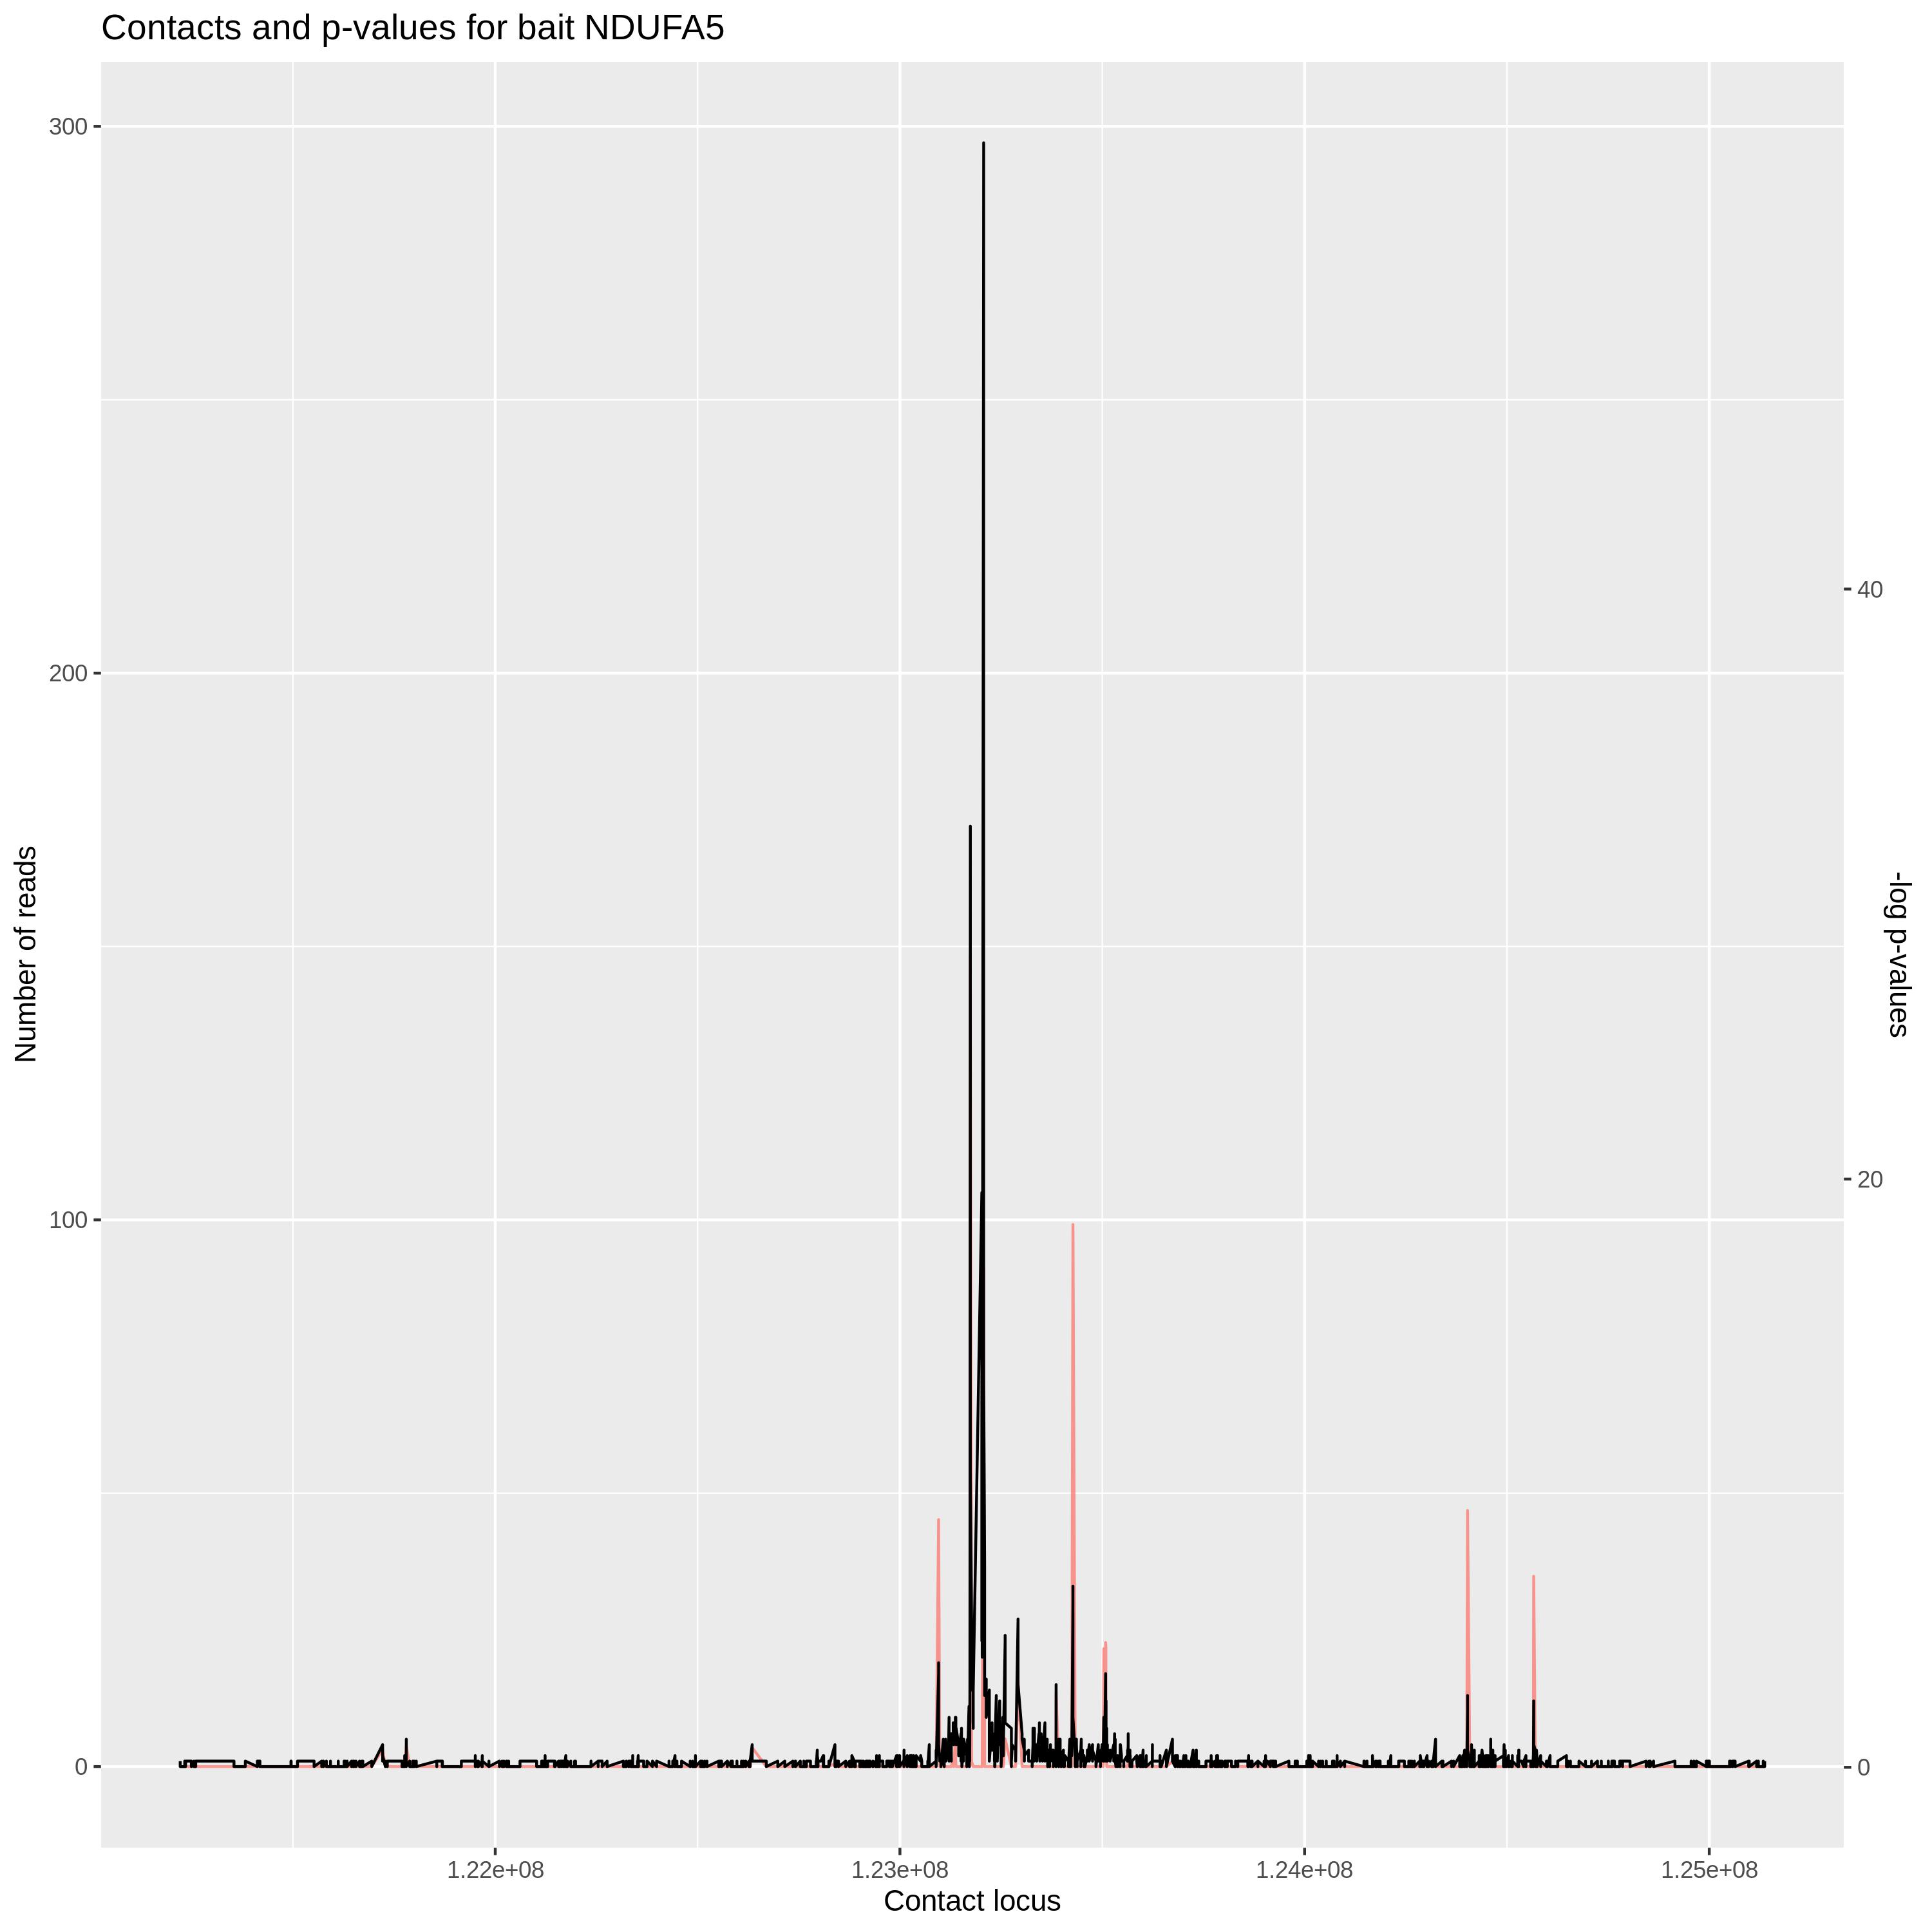 Contacts and p-values for bait NDUFA5
300
200
100
0
Number of reads
40
20
0
-log p-values
1.22e+08
1.23e+08
1.24e+08
1.25e+08
Contact locus